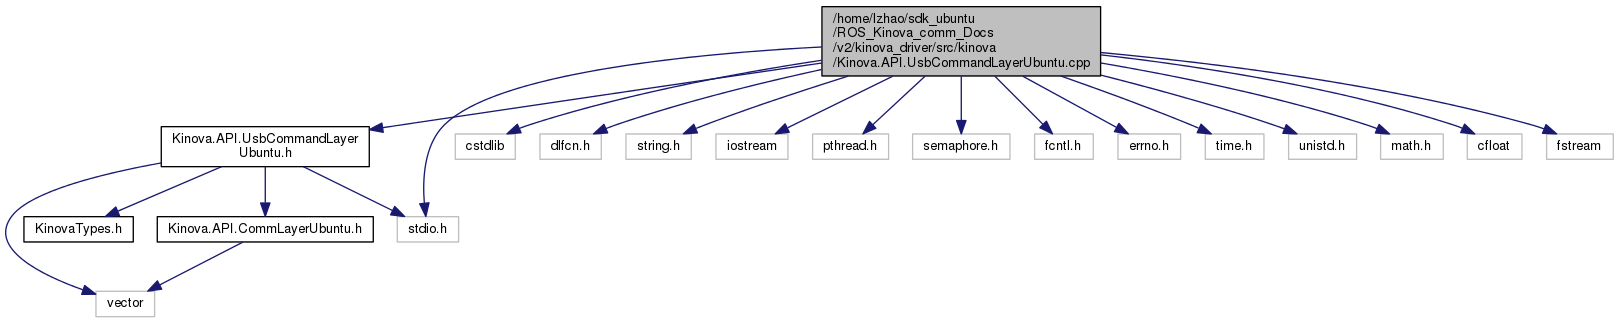 /home/lzhao/sdk_ubuntu
/ROS_Kinova_comm_Docs
/v2/kinova_driver/src/kinova
/Kinova.API.UsbCommandLayerUbuntu.cpp
Kinova.API.UsbCommandLayer
Ubuntu.h
cstdlib
dlfcn.h
string.h
iostream
pthread.h
semaphore.h
fcntl.h
errno.h
time.h
unistd.h
math.h
cfloat
fstream
KinovaTypes.h
Kinova.API.CommLayerUbuntu.h
stdio.h
vector